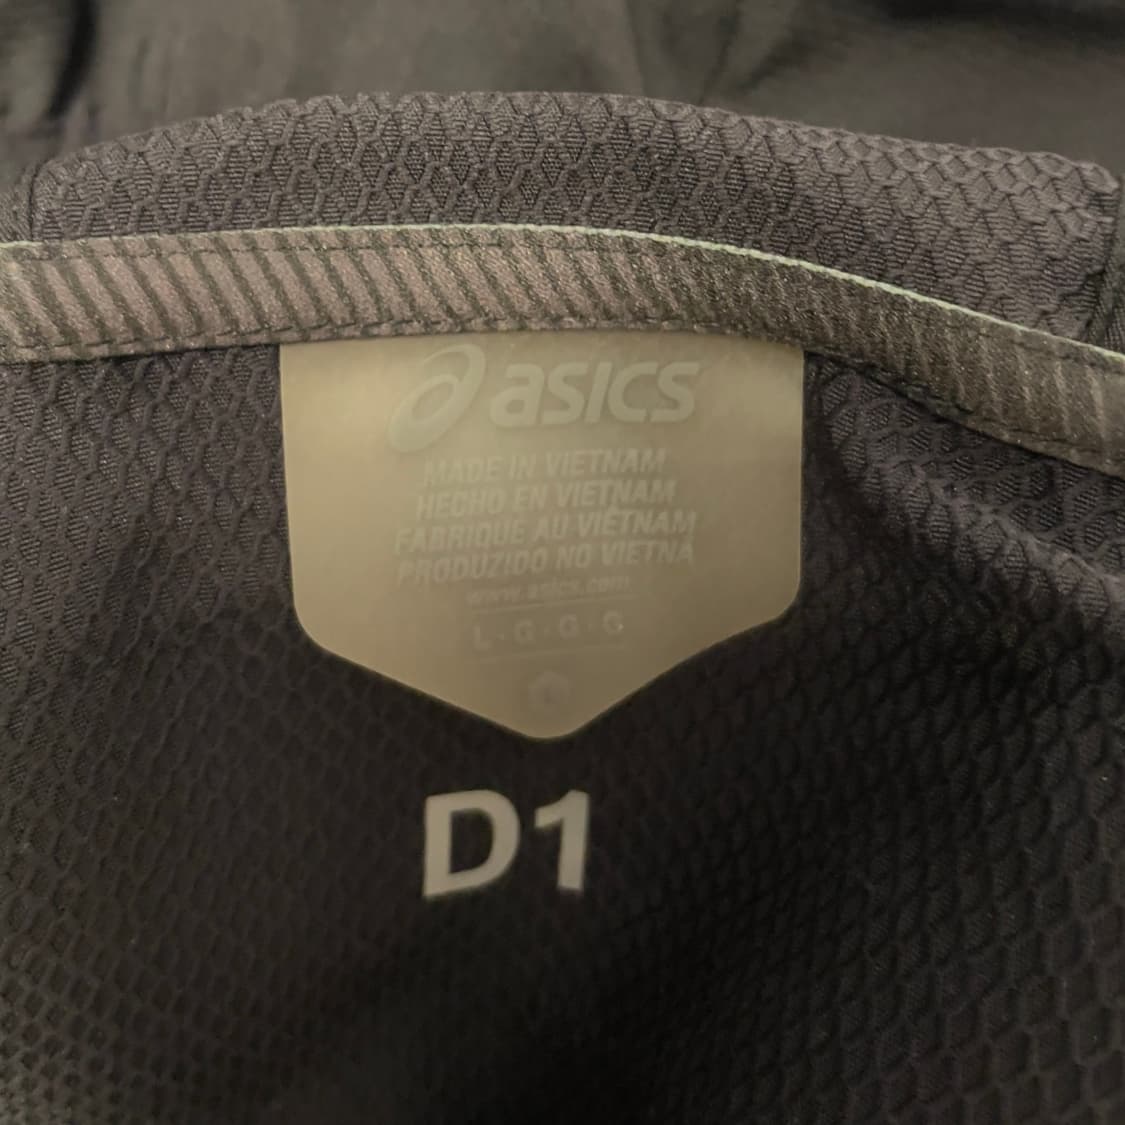 asics
MADE IN VIETNAM
HECHO EN VIETNAM
FABRIQUE AU VIETNAM
PRODUZIDO NO VIETNA
www.asics.com
L·G·G·G
D1